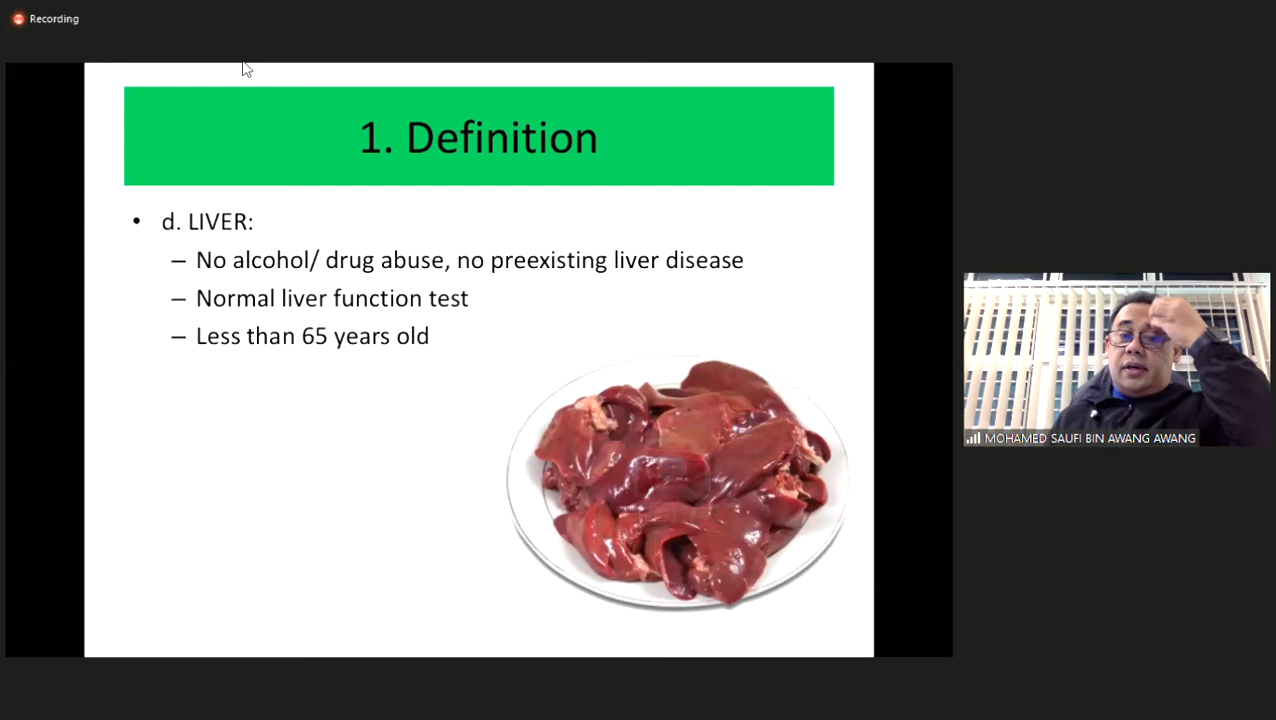 Recording
1. Definition
• d. LIVER:
– No alcohol/ drug abuse, no preexisting liver disease
– Normal liver function test
– Less than 65 years old
MOHAMED SAUFI BIN AWANG AWANG